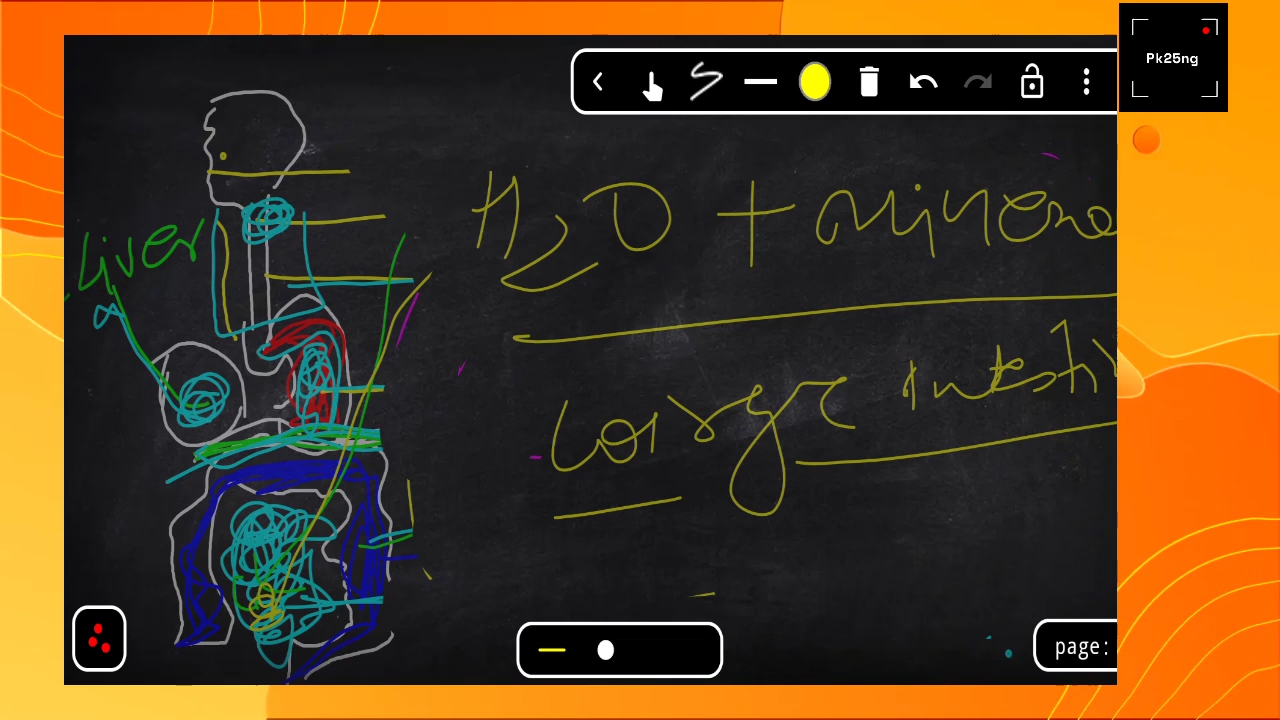 Pk25ng
H2O + minera
Liver
Large Intesti
page: